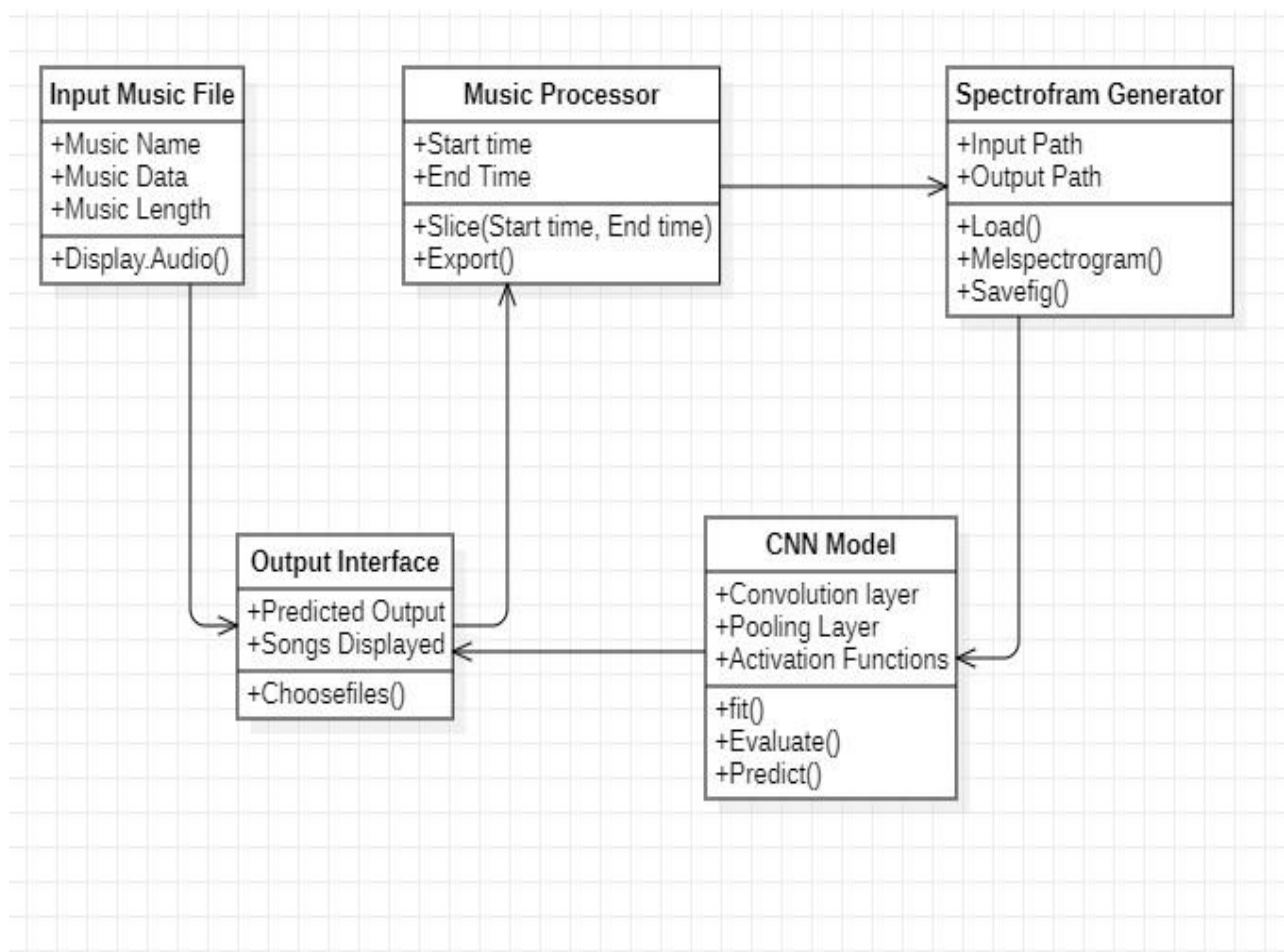 Input Music File
+Music Name
+Music Data
+Music Length
+Display.Audio()
Music Processor
+Start time
+End Time
+Slice(Start time, End time)
+Export()
Spectrofram Generator
+Input Path
+Output Path
+Load()
+Melspectrogram()
+Savefig()
Output Interface
+Predicted Output
+Songs Displayed
+Choosefiles()
CNN Model
+Convolution layer
+Pooling Layer
+Activation Functions
+fit()
+Evaluate()
+Predict()